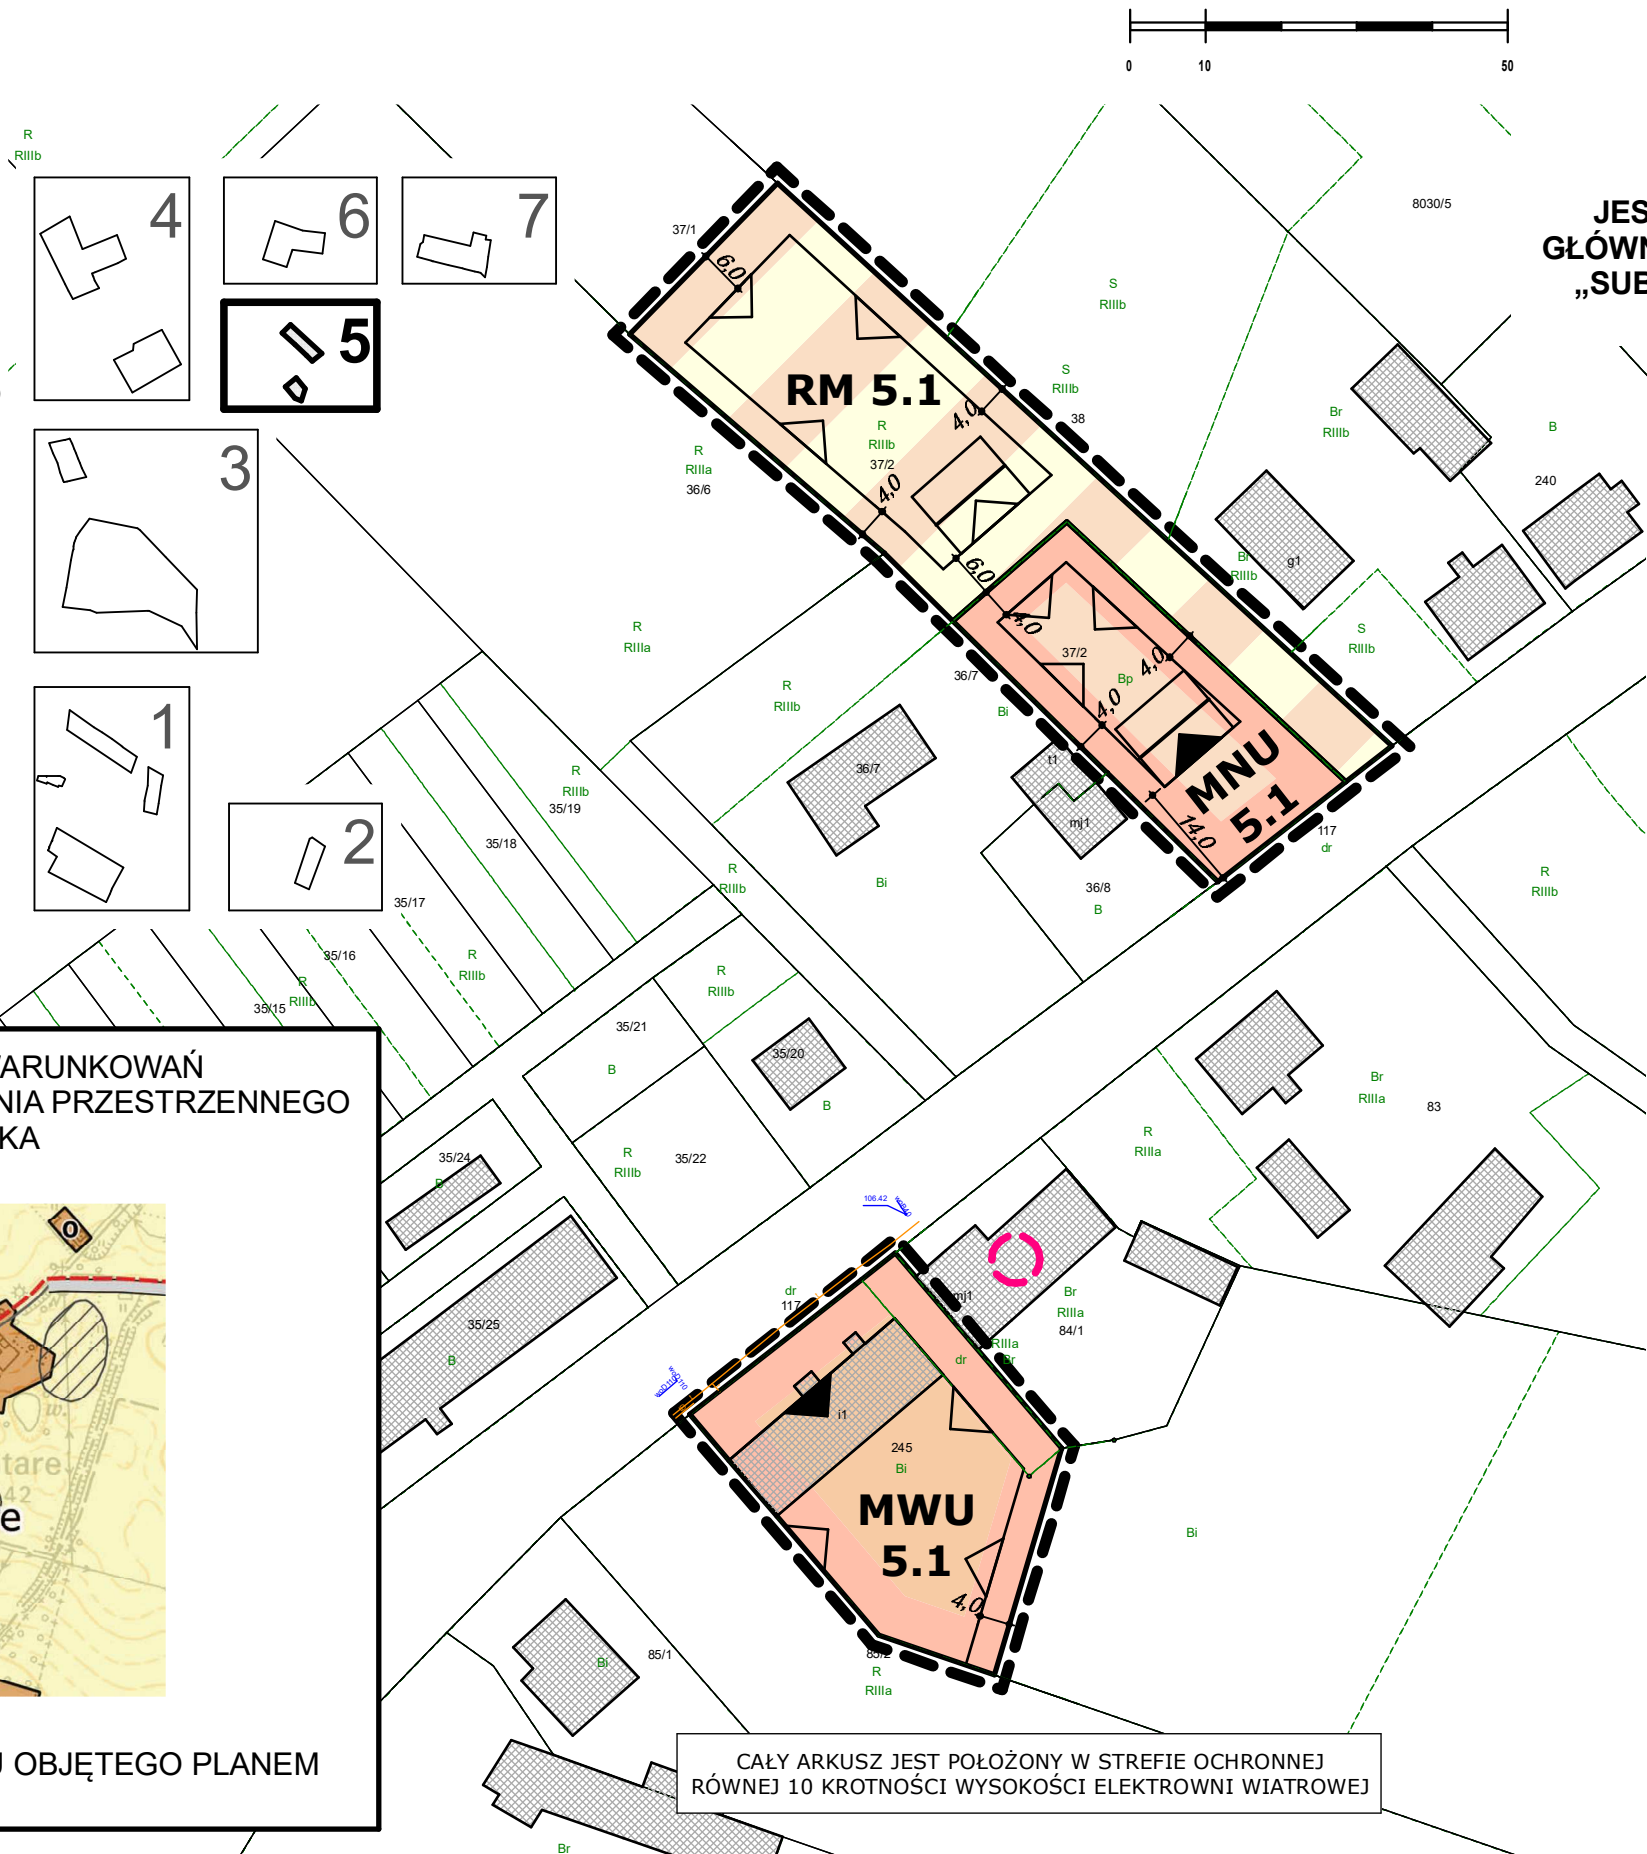 0
10
50
R
RIIIb
4
6
7
5
3
1
2
37/1
6,0
8030/5
JES
GŁÓWN
„SUB
S
RIIIb
S
RIIIb
38
RM 5.1
R
RIIIb
37/2
4,0
R
RIIIa
36/6
4,0
Br
RIIIb
B
240
6,0
Br
RIIIb
g1
4,0
R
RIIIa
S
RIIIb
37/2
4,0
36/7
Bp
R
RIIIb
Bi
4,0
t1
36/7
R
RIIIb
35/19
MNU
5.1
mj1
14,0
117
dr
35/18
R
RIIIb
Bi
36/8
B
R
RIIIb
35/17
35/16
R
RIIIb
R
RIIIb
35/15
R
RIIIb
35/21
B
35/20
B
R
RIIIb
35/22
35/24
B
35/25
B
Br
RIIIa
83
R
RIIIa
106.42
dr
117
mj1
Br
RIIIa
84/1
RIIIa
Br
dr
i1
245
Bi
MWU
5.1
4,0
Bi
85/1
Bi
85/2
R
RIIIa
Br
ARUNKOWAŃ
NIA PRZESTRZENNEGO
KA
O
w.
tare
42
e
OBJĘTEGO PLANEM
CAŁY ARKUSZ JEST POŁOŻONY W STREFIE OCHRONNEJ
RÓWNEJ 10 KROTNOŚCI WYSOKOŚCI ELEKTROWNI WIATROWEJ